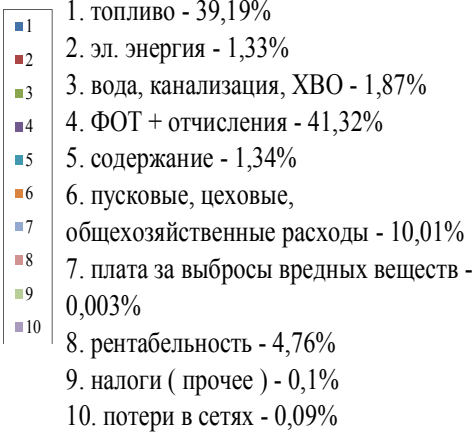 1
2
3
4
5
6
7
8
9
10
1. топливо - 39,19%
2. эл. энергия - 1,33%
3. вода, канализация, ХВО - 1,87%
4. ФОТ + отчисления - 41,32%
5. содержание - 1,34%
6. пусковые, цеховые,
общехозяйственные расходы - 10,01%
7. плата за выбросы вредных веществ -
0,003%
8. рентабельность - 4,76%
9. налоги ( прочее ) - 0,1%
10. потери в сетях - 0,09%